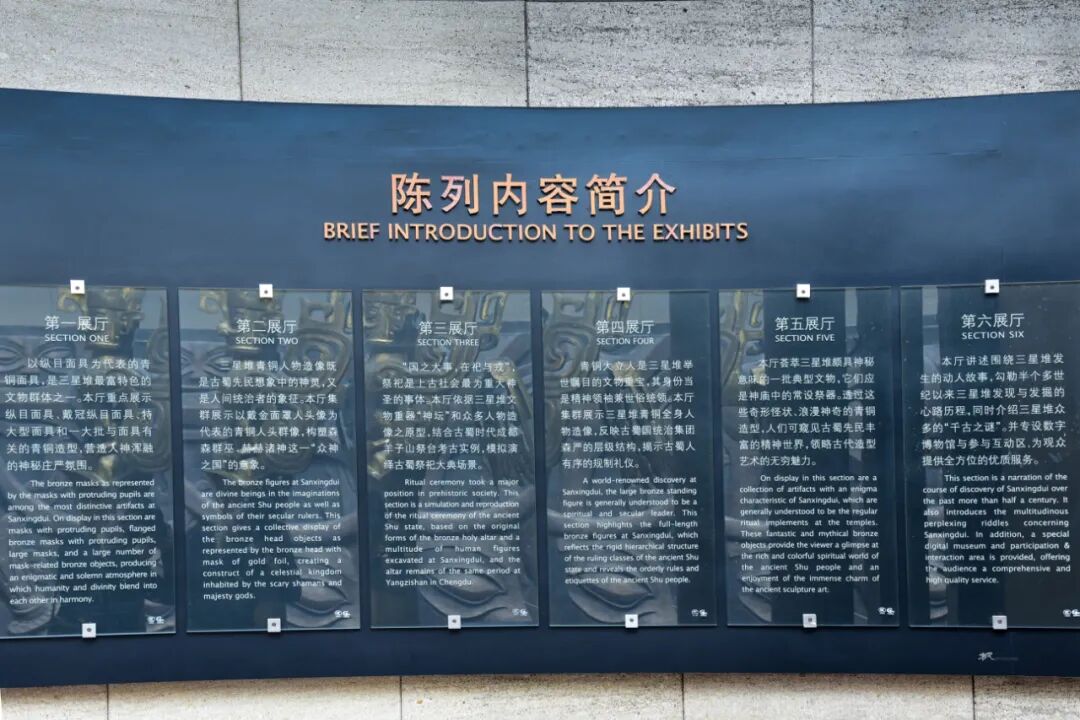 陈列内容简介
BRIEF INTRODUCTION TO THE EXHIBITS
第一展厅
SECTION ONE
以纵目面具为代表的青
铜面具,是三星堆最富特色的
文物群体之一。本厅重点展示
纵目面具、戴冠纵目面具、特
大型面具和一大批与面具有
关的青铜造型,营造人神浑融
的神秘庄严氛围。
The bronze masks as represented
by the masks with protruding pupils are
among the most distinctive artifacts at
Sanxingdui. On display in this section are
masks with protruding pupils, flanged
bronze masks with protruding pupils,
large masks, and a large number of
mask-related bronze objects, producing
an enigmatic and solemn atmosphere in
which humanity and divinity blend into
each other in harmony.
第二展厅
SECTION TWO
三星堆青铜人物造像既
是古蜀先民想象中的神灵,又
是人间统治者的象征。本厅集
群展示以戴金面罩人头像为
代表的青铜人头群像,构塑森
森群巫、赫赫诸神这一“众神
之国”的意象。
The bronze figures at Sanxingdui
are divine beings in the imaginations
of the ancient Shu people as well as
symbols of their secular rulers. This
section gives a collective display of
the bronze head objects as
represented by the bronze head with
mask of gold foil, creating a
construct of a celestial kingdom
inhabited by the scary shamans and
majesty gods.
第三展厅
SECTION THREE
“国之大事,在祀与戎”,
祭祀是上古社会最为重大神
圣的事体。本厅依据三星堆文
物重器“神坛”和众多人物造
像之原型,结合古蜀时代成都
羊子山祭台考古实例,模拟演
绎古蜀祭祀大典场景。
Ritual ceremony took a major
position in prehistoric society. This
section is a simulation and reproduction
of the ritual ceremony of the ancient
Shu state, based on the original
forms of the bronze holy altar and a
multitude of human figures
excavated at Sanxingdui, and the
altar remains of the same period at
Yangzishan in Chengdu.
第四展厅
SECTION FOUR
青铜大立人是三星堆举
世瞩目的文物重宝,其身份当
是精神领袖兼世俗统领。本厅
集群展示三星堆青铜全身人
物造像,反映古蜀国统治集团
森严的层级结构,揭示古蜀人
有序的规制礼仪。
A world-renowned discovery at
Sanxingdui, the large bronze standing
figure is generally understood to be a
spiritual and secular leader. This
section highlights the full-length
bronze figures at Sanxingdui, which
reflects the rigid hierarchical structure
of the ruling classes of the ancient Shu
state and reveals the orderly rules and
etiquettes of the ancient Shu people.
第五展厅
SECTION FIVE
本厅荟萃三星堆颇具神秘
意味的一批典型文物,它们应
是神庙中的常设祭器。透过这
些奇形怪状、浪漫神奇的青铜
造型,人们可窥见古蜀先民丰
富的精神世界,领略古代造型
艺术的无穷魅力。
On display in this section are a
collection of artifacts with an enigma
characteristic of Sanxingdui, which are
generally understood to be the regular
ritual implements at the temples.
These fantastic and mythical bronze
objects provide the viewer a glimpse at
the rich and colorful spiritual world of
the ancient Shu people and an
enjoyment of the immense charm of
the ancient sculpture art.
第六展厅
SECTION SIX
本厅讲述围绕三星堆发
生的动人故事,勾勒半个多世
纪以来三星堆发现与发掘的
心路历程,同时介绍三星堆众
多的“千古之谜”。并专设数字
博物馆与参与互动区,为观众
提供全方位的优质服务。
This section is a narration of the
course of discovery of Sanxingdui over
the past more than half a century. It
also introduces the multitudinous
perplexing riddles concerning
Sanxingdui. In addition, a special
digital museum and participation &
interaction area is provided, offering
the audience a comprehensive and
high quality service.